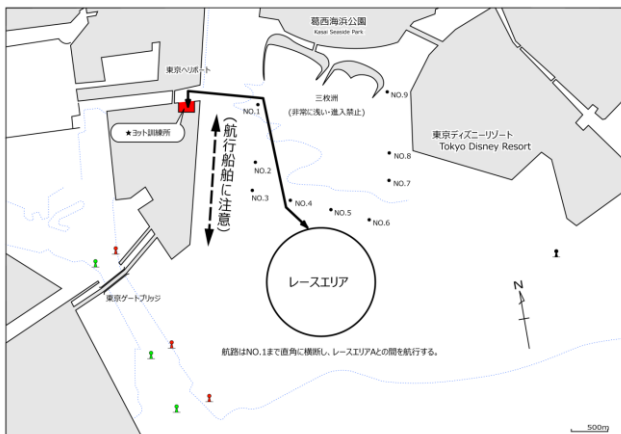 葛西海浜公園
Kasai Seaside Park
東京ヘリポート
NO.9
三枚洲
(非常に浅い・進入禁止)
NO.1
★ヨット訓練所
東京ディズニーリゾート
Tokyo Disney Resort
(航行船舶に注意)
NO.8
NO.2
NO.7
NO.3
NO.4
NO.5
NO.6
レースエリア
N
東京ゲートブリッジ
航路はNO.1まで直角に横断し、レースエリアAとの間を航行する。
500m